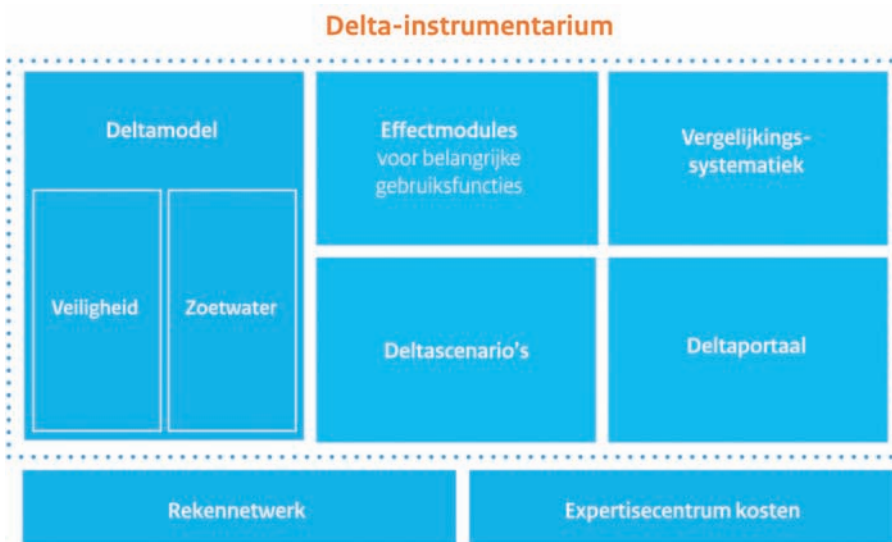 Delta-instrumentarium
Deltamodel
Veiligheid
Zoetwater
Effectmodules
voor belangrijke
gebruiksfuncties
Vergelijkings-
systematiek
Deltascenario's
Deltaportaal
Rekennetwerk
Expertisecentrum kosten